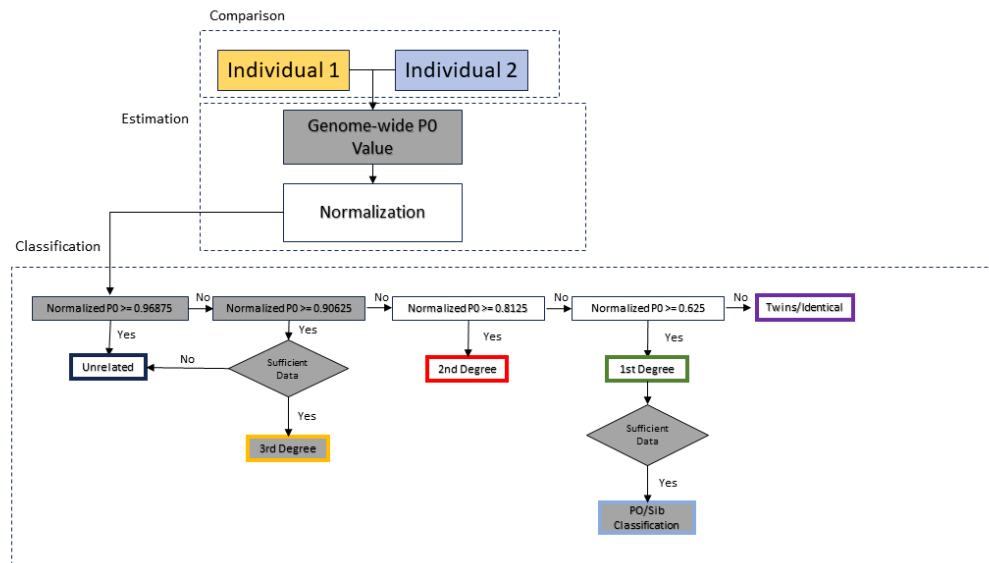 Comparison
Individual 1
Individual 2
Estimation
Genome-wide P0
Value
Normalization
Classification
Normalized P0 >= 0.96875
No
Normalized P0 >= 0.90625
No
Normalized P0 >= 0.8125
No
Normalized P0 >= 0.625
No
Twins/Identical
Yes
Yes
Yes
Yes
Unrelated
No
Sufficient
Data
2nd Degree
1st Degree
Yes
3rd Degree
Sufficient
Data
Yes
PO/Sib
Classification